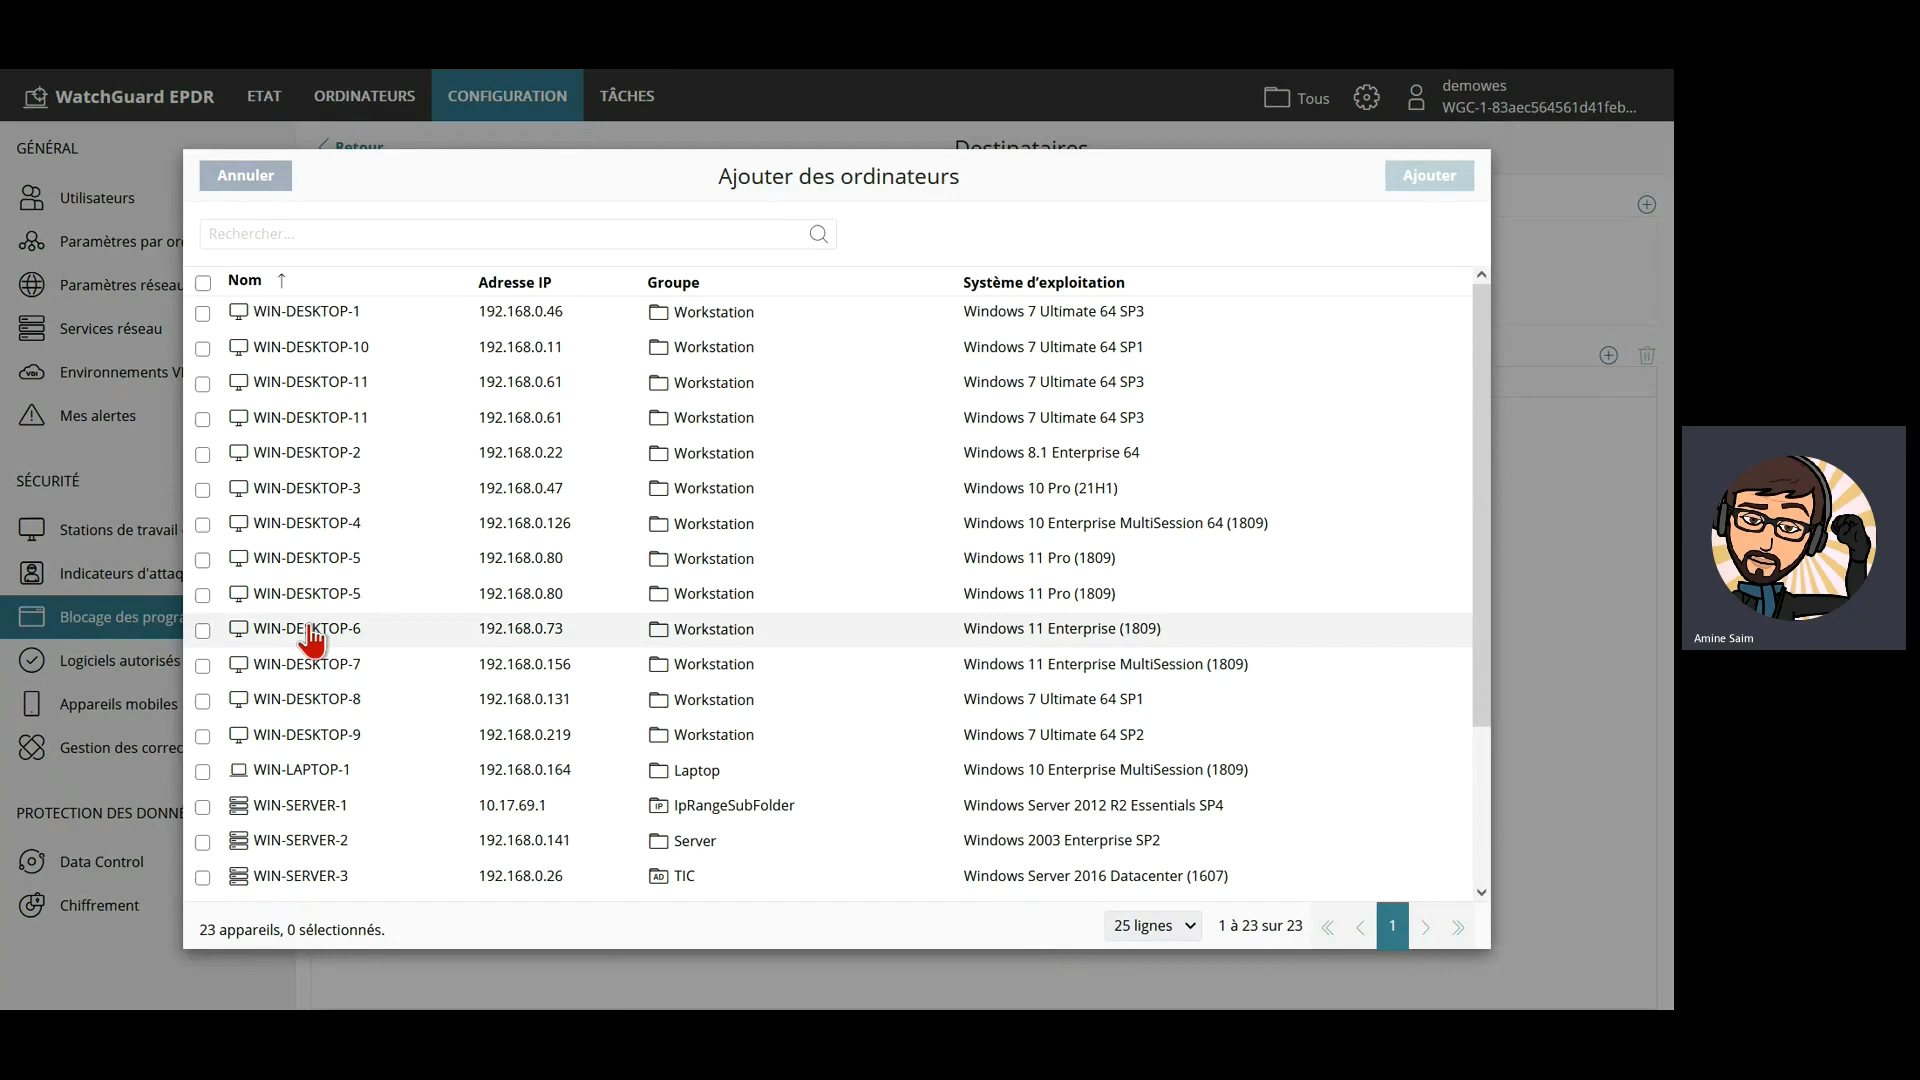 WatchGuard EPDR
ETAT
ORDINATEURS
CONFIGURATION
TÂCHES
Tous
demowes
WGC-1-83aec564561d41feb...
GÉNÉRAL
Utilisateurs
Paramètres par or
Paramètres réseau
Services réseau
Environnements V
Mes alertes
SÉCURITÉ
Stations de travail
Indicateurs d'attaq
Blocage des progra
Logiciels autorisés
Appareils mobiles
Gestion des correc
PROTECTION DES DONNÉ
Data Control
Chiffrement
Retour
Destinataires
Annuler
Ajouter des ordinateurs
Ajouter
Rechercher...
Nom Adresse IP Groupe Système d'exploitation
WIN-DESKTOP-1 192.168.0.46 Workstation Windows 7 Ultimate 64 SP3
WIN-DESKTOP-10 192.168.0.11 Workstation Windows 7 Ultimate 64 SP1
WIN-DESKTOP-11 192.168.0.61 Workstation Windows 7 Ultimate 64 SP3
WIN-DESKTOP-11 192.168.0.61 Workstation Windows 7 Ultimate 64 SP3
WIN-DESKTOP-2 192.168.0.22 Workstation Windows 8.1 Enterprise 64
WIN-DESKTOP-3 192.168.0.47 Workstation Windows 10 Pro (21H1)
WIN-DESKTOP-4 192.168.0.126 Workstation Windows 10 Enterprise MultiSession 64 (1809)
WIN-DESKTOP-5 192.168.0.80 Workstation Windows 11 Pro (1809)
WIN-DESKTOP-5 192.168.0.80 Workstation Windows 11 Pro (1809)
WIN-DESKTOP-6 192.168.0.73 Workstation Windows 11 Enterprise (1809)
WIN-DESKTOP-7 192.168.0.156 Workstation Windows 11 Enterprise MultiSession (1809)
WIN-DESKTOP-8 192.168.0.131 Workstation Windows 7 Ultimate 64 SP1
WIN-DESKTOP-9 192.168.0.219 Workstation Windows 7 Ultimate 64 SP2
WIN-LAPTOP-1 192.168.0.164 Laptop Windows 10 Enterprise MultiSession (1809)
WIN-SERVER-1 10.17.69.1 IP IpRangeSubFolder Windows Server 2012 R2 Essentials SP4
WIN-SERVER-2 192.168.0.141 Server Windows 2003 Enterprise SP2
WIN-SERVER-3 192.168.0.26 AD TIC Windows Server 2016 Datacenter (1607)
23 appareils, 0 sélectionnés.
25 lignes
1 à 23 sur 23
1
Amine Saim